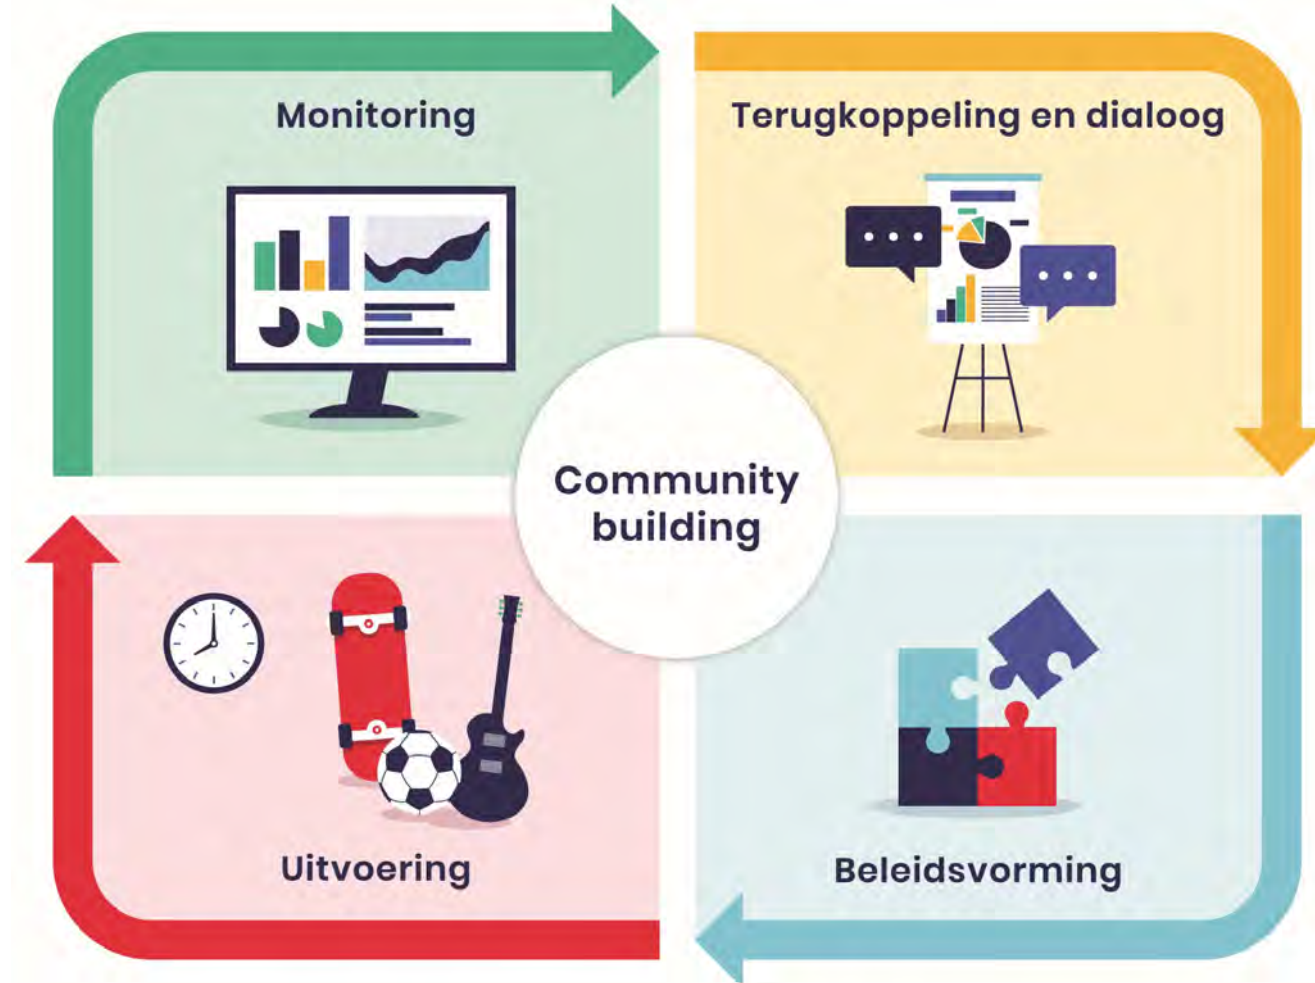 Monitoring
Terugkoppeling en dialoog
Community
building
Uitvoering
Beleidsvorming